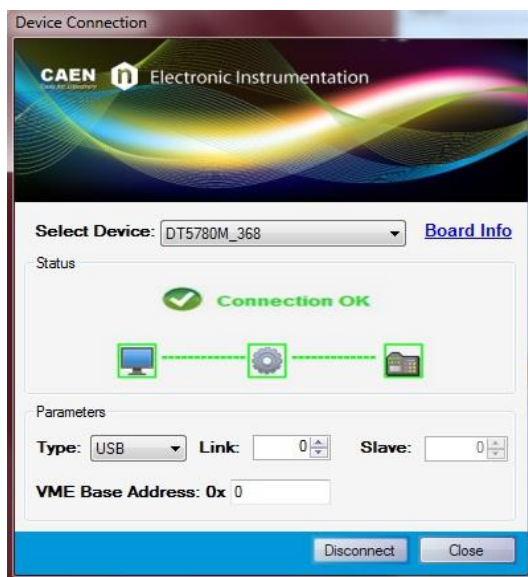 Device Connection
CAEN n Electronic Instrumentation
Select Device: DT5780M_368 Board Info
Status
Connection OK
Parameters
Type: USB Link: 0 Slave: 0
VME Base Address: 0x 0
Disconnect Close